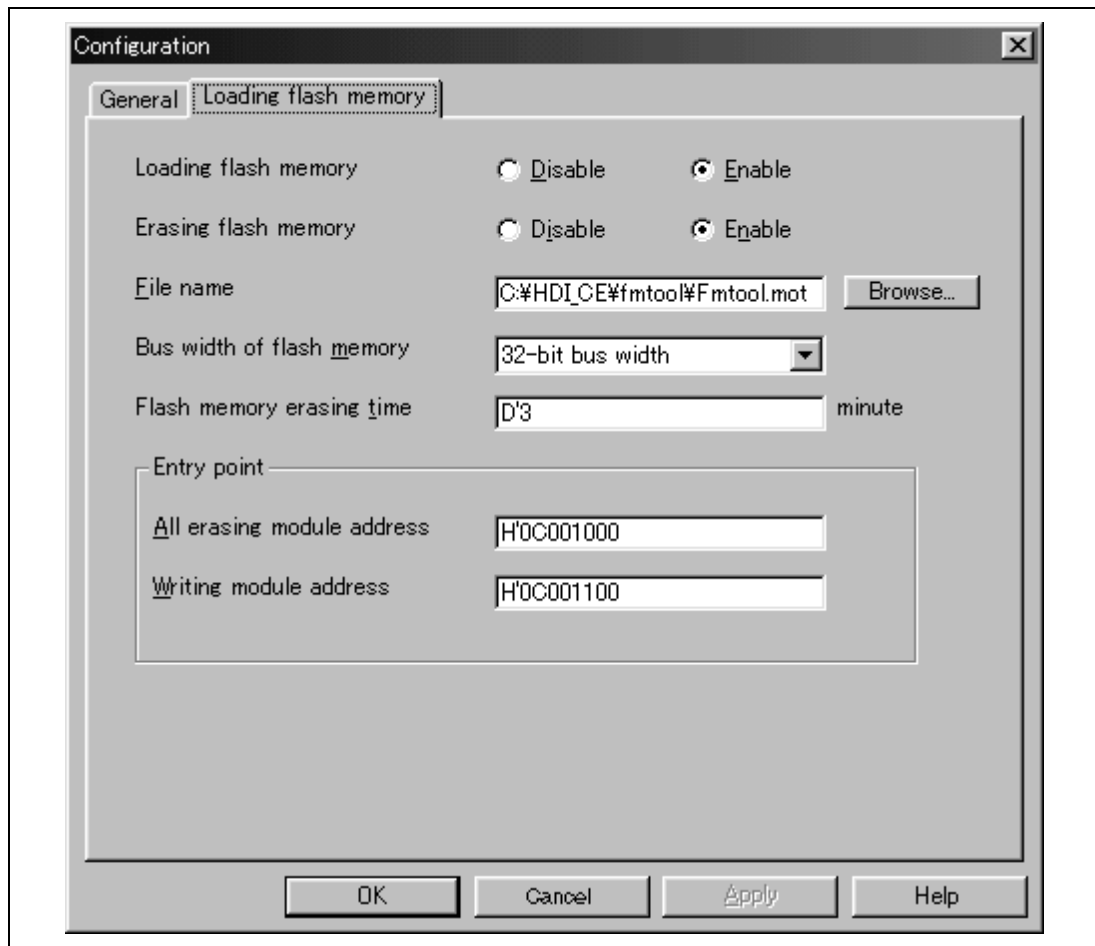 Configuration
General Loading flash memory
Loading flash memory Disable Enable
Erasing flash memory Disable Enable
File name C:¥HDI_CE¥fmtool¥Fmtool.mot Browse...
Bus width of flash memory 32-bit bus width
Flash memory erasing time D'3 minute
Entry point
All erasing module address H'0C001000
Writing module address H'0C001100
OK Cancel Apply Help